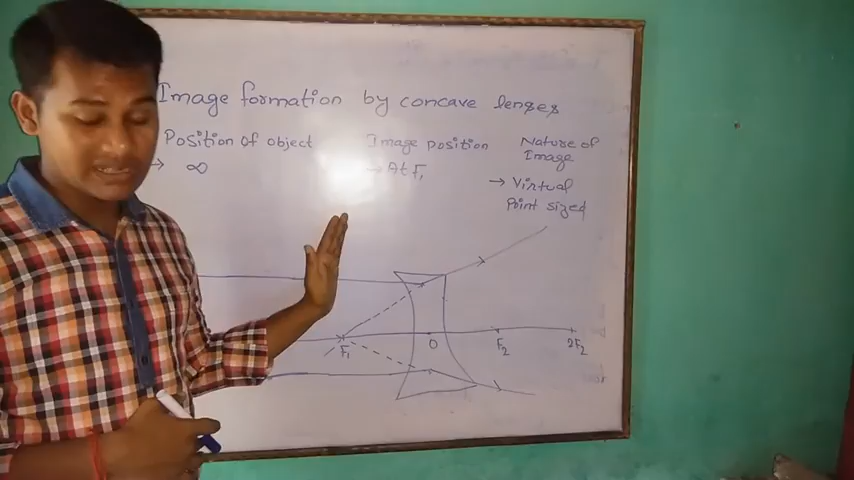 Image formation by concave lenses
Position of object Image position Nature of Image
→ ∞ → At F₁ → Virtual
Point sized
F₁ O F₂ 2F₂